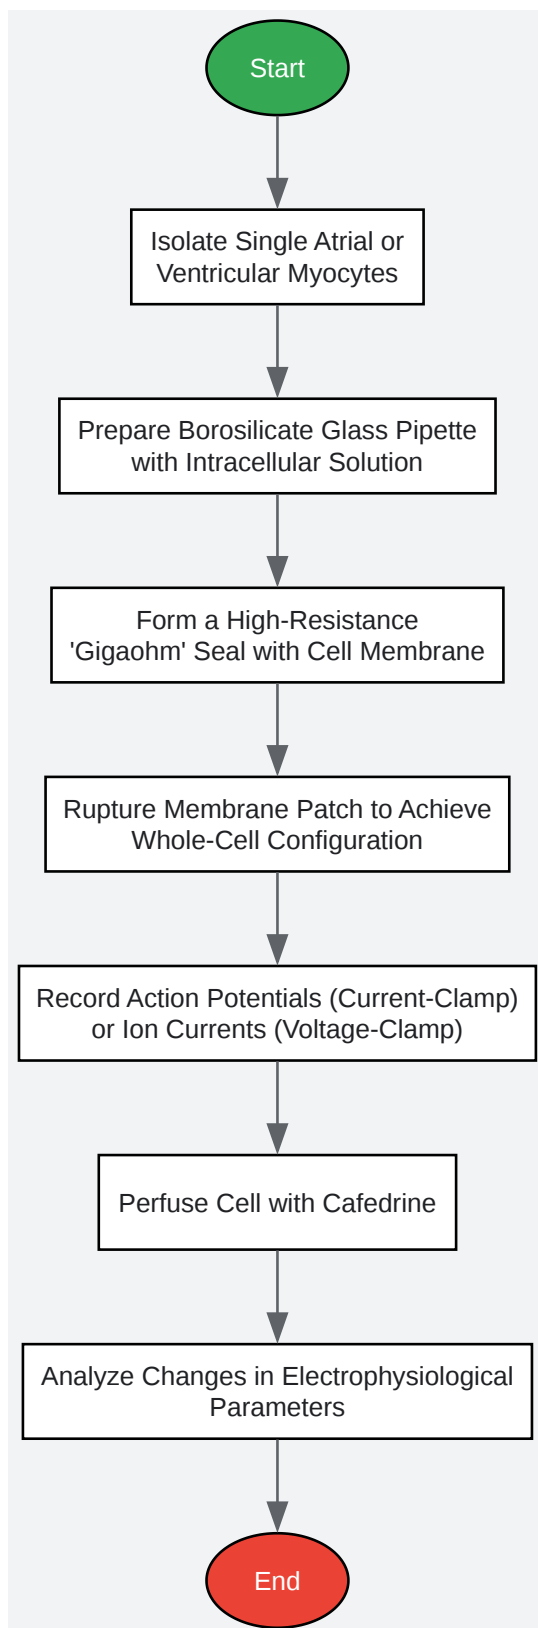 Start
Isolate Single Atrial or
Ventricular Myocytes
Prepare Borosilicate Glass Pipette
with Intracellular Solution
Form a High-Resistance
'Gigaohm' Seal with Cell Membrane
Rupture Membrane Patch to Achieve
Whole-Cell Configuration
Record Action Potentials (Current-Clamp)
or Ion Currents (Voltage-Clamp)
Perfuse Cell with Cafedrine
Analyze Changes in Electrophysiological
Parameters
End